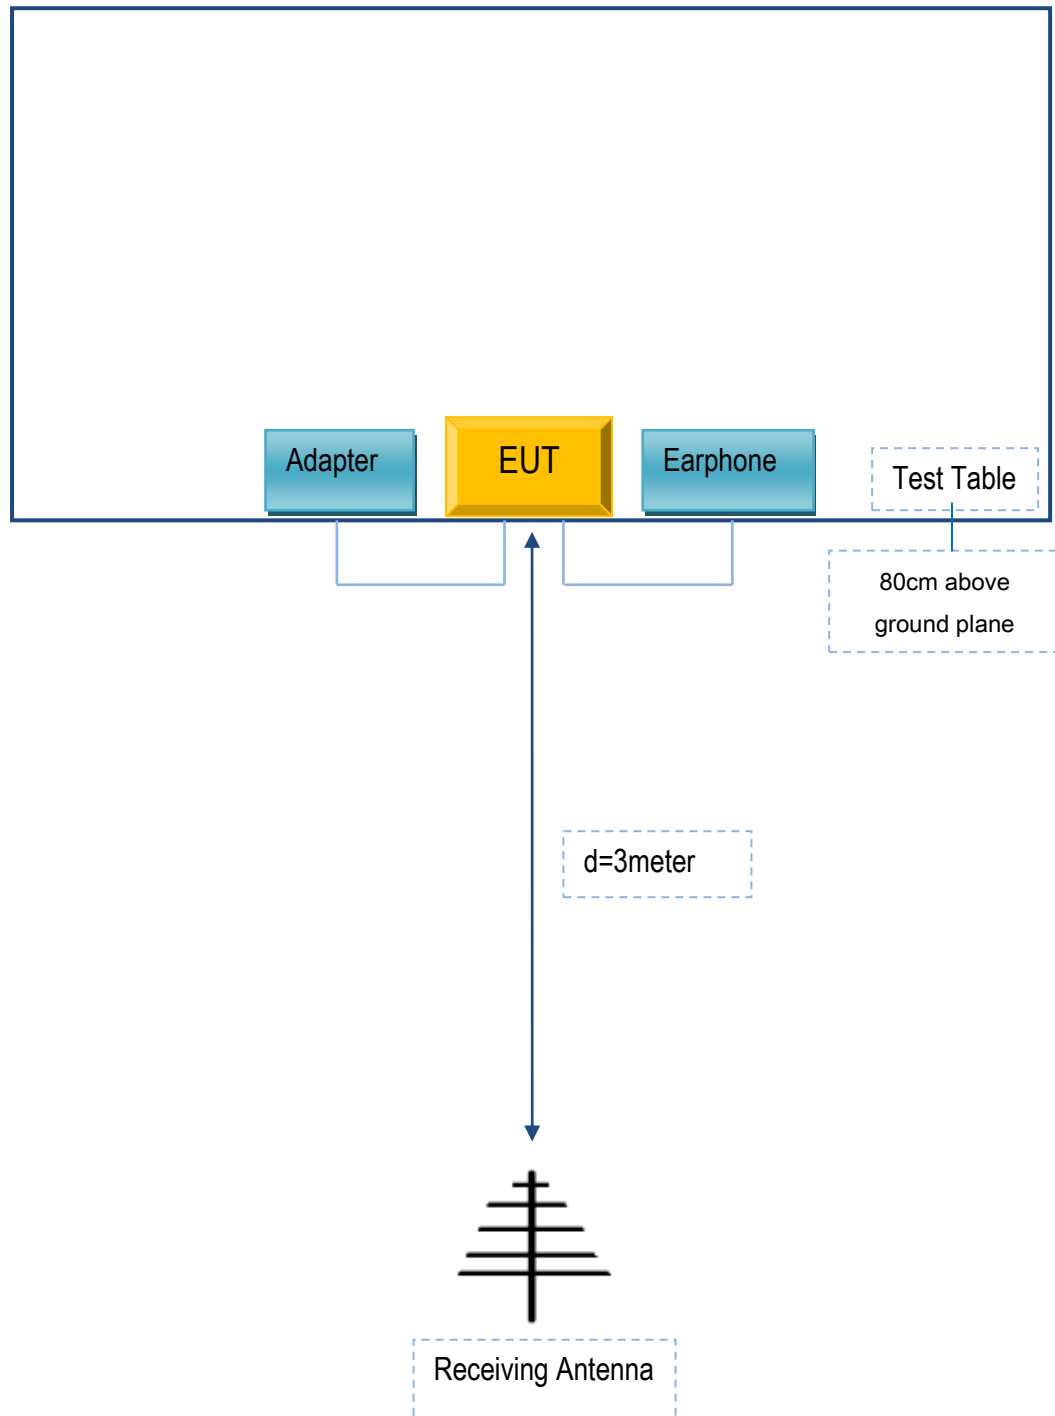 Adapter
EUT
Earphone
Test Table
80cm above
ground plane
d=3meter
Receiving Antenna